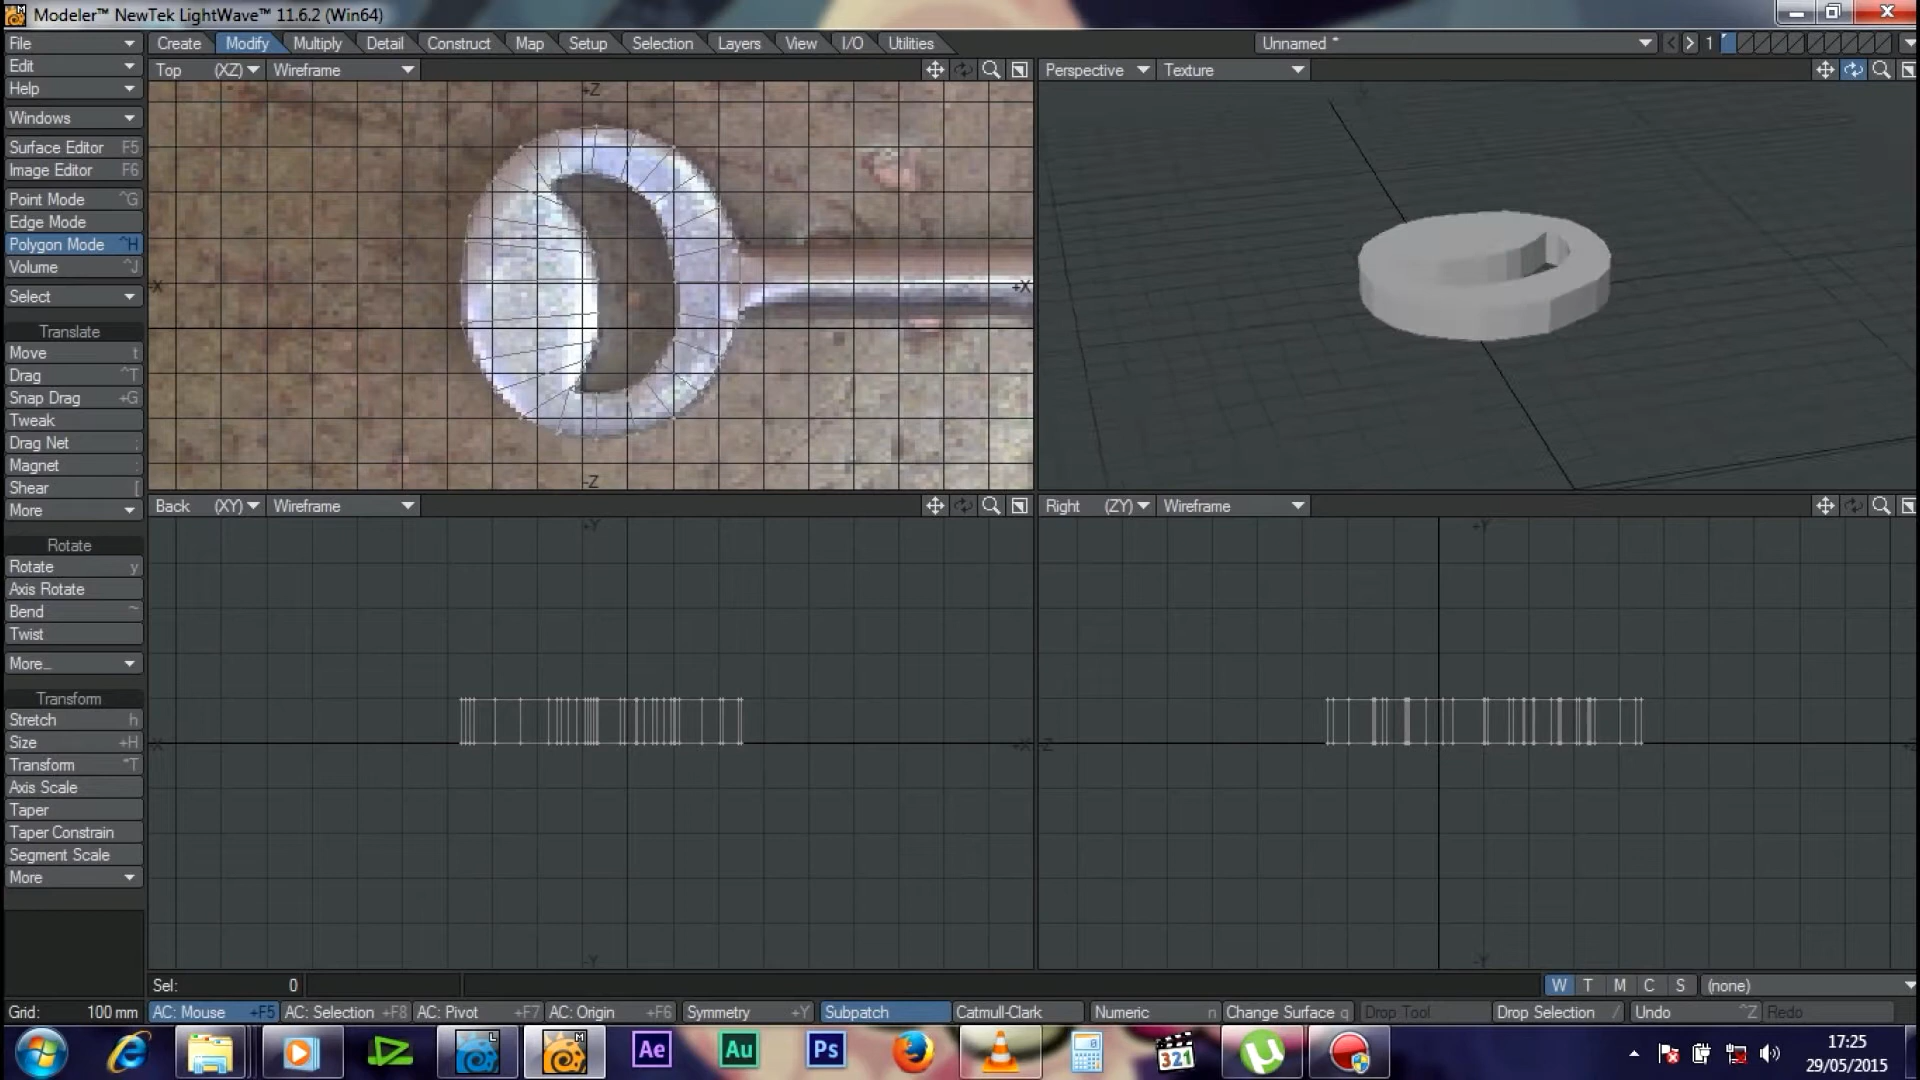 Modeler™ NewTek LightWave™ 11.6.2 (Win64)
File Create Modify Multiply Detail Construct Map Setup Selection Layers View I/O Utilities Unnamed * < > 1
Edit
Help
Top (XZ) Wireframe Perspective Texture
Windows
Surface Editor F5
Image Editor F6
Point Mode ^G
Edge Mode
Polygon Mode ^H
Volume ^J
Select
Translate
Move t
Drag ^T
Snap Drag +G
Tweak
Drag Net ;
Magnet :
Shear [
More
Rotate
Rotate y
Axis Rotate
Bend ~
Twist
More...
Transform
Stretch h
Size +H
Transform "T
Axis Scale
Taper
Taper Constrain
Segment Scale
More
+Z
-X
+X
-Z
Back (XY) Wireframe Right (ZY) Wireframe
+Y
+Y
-X
+X
-Z
-Y
-Y
Sel: 0 W T M C S (none)
Grid: 100 mm AC: Mouse +F5 AC: Selection +F8 AC: Pivot +F7 AC: Origin +F6 Symmetry +Y Subpatch Catmull-Clark Numeric n Change Surface q Drop Tool Drop Selection / Undo ^Z Redo
L M Ae Au Ps 321 µ
17:25
29/05/2015